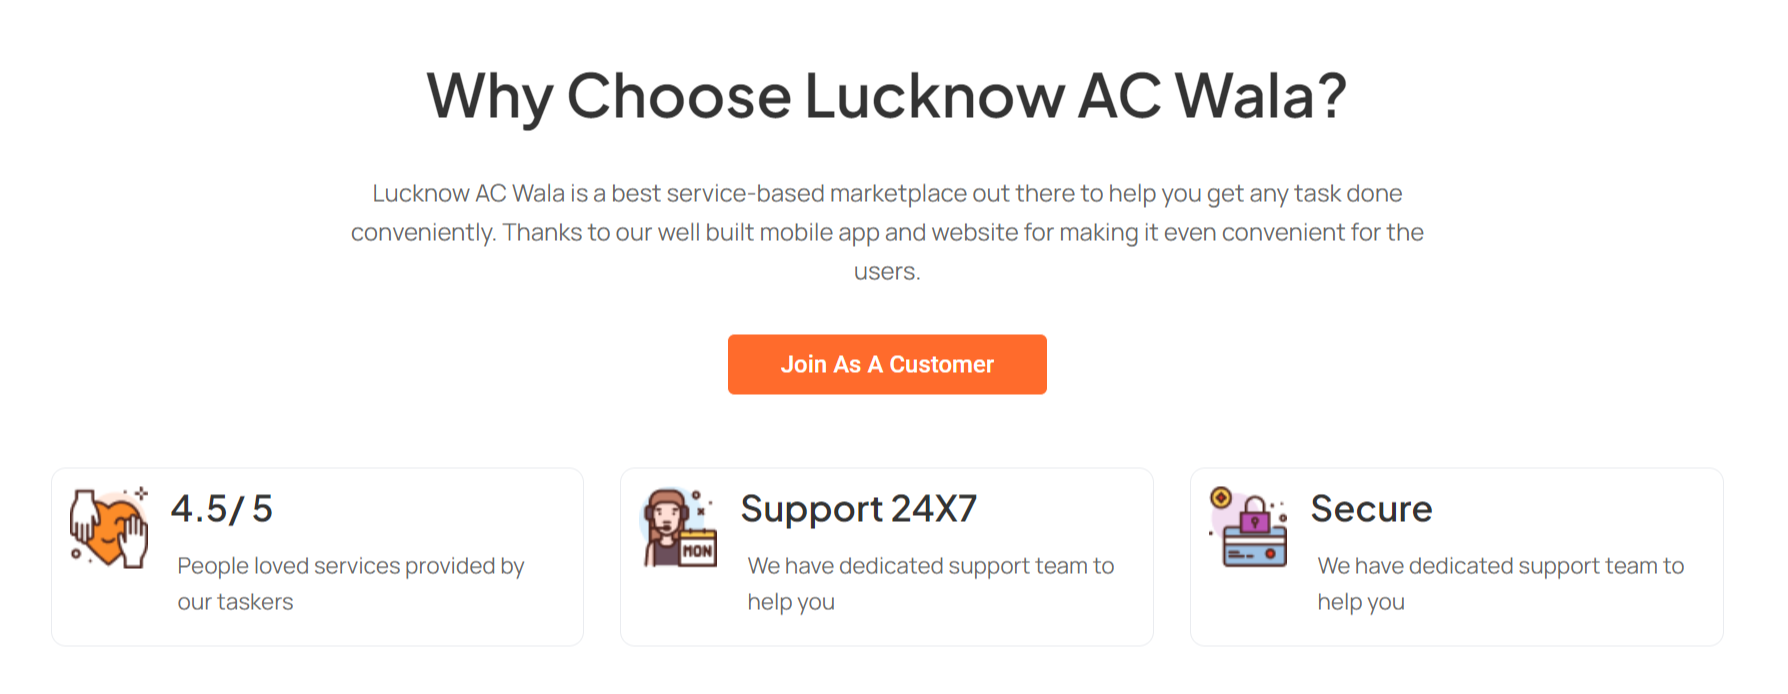 Why Choose Lucknow AC Wala?
Lucknow AC Wala is a best service-based marketplace out there to help you get any task done
conveniently. Thanks to our well built mobile app and website for making it even convenient for the
users.
Join As A Customer
4.5/ 5
People loved services provided by
our taskers
Support 24X7
MON
We have dedicated support team to
help you
Secure
We have dedicated support team to
help you